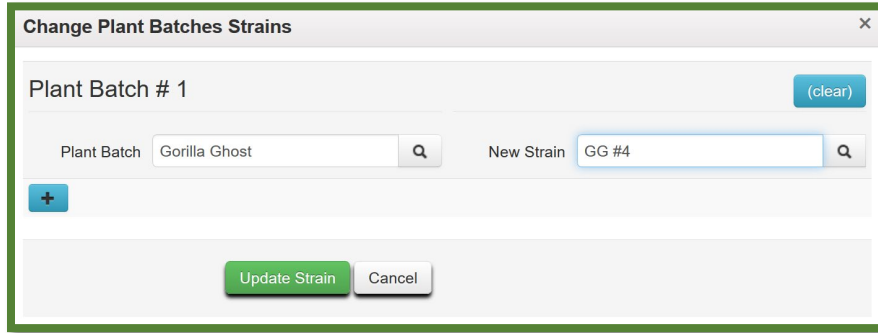 Change Plant Batches Strains ×
Plant Batch # 1 (clear)
Plant Batch Gorilla Ghost New Strain GG #4
+
Update Strain Cancel